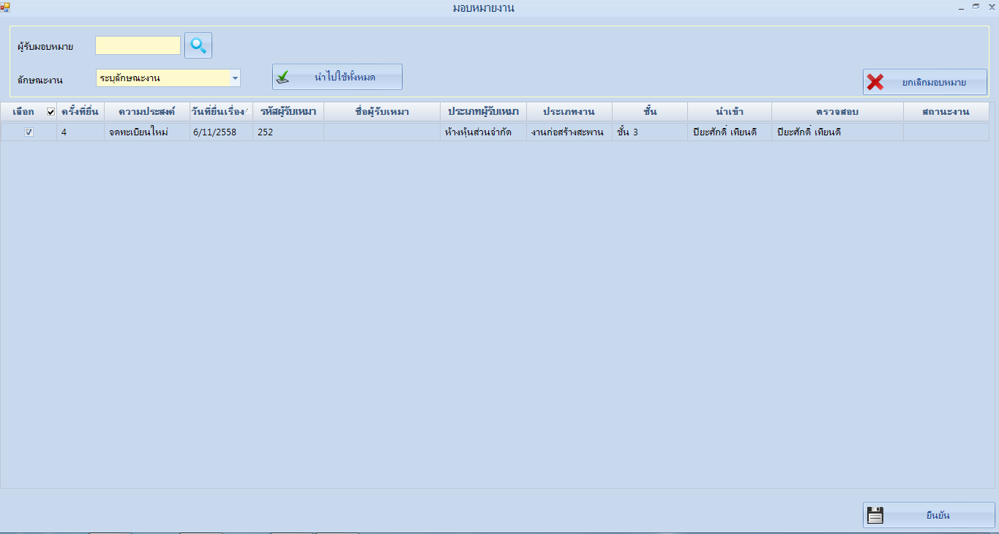 มอบหมายงาน
ผู้รับมอบหมาย
ลักษณะงาน ระบุลักษณะงาน นำไปใช้ทั้งหมด ยกเลิกมอบหมาย
เลือก ครั้งที่ยื่น ความประสงค์ วันที่ยื่นเรื่อง รหัสผู้รับเหมา ชื่อผู้รับเหมา ประเภทผู้รับเหมา ประเภทงาน ชั้น นำเข้า ตรวจสอบ สถานะงาน
4 จดทะเบียนใหม่ 6/11/2558 252 ห้างหุ้นส่วนจำกัด งานก่อสร้างสะพาน ชั้น 3 ปิยะศักดิ์ เทียนดี ปิยะศักดิ์ เทียนดี
ยืนยัน